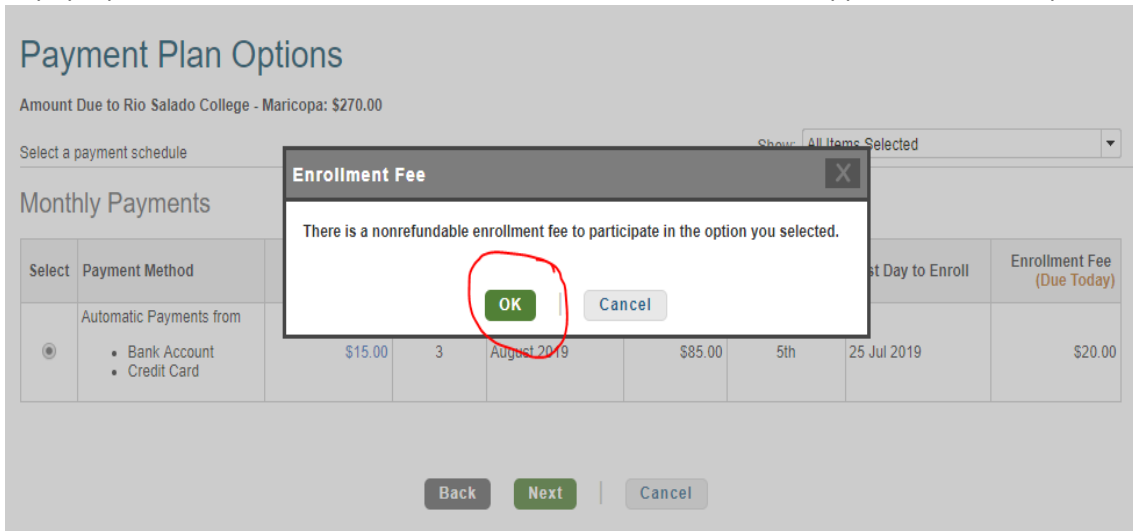 Payment Plan Options
Amount Due to Rio Salado College - Maricopa: $270.00
Select a payment schedule
All Items Selected
Enrollment Fee X
There is a nonrefundable enrollment fee to participate in the option you selected.
OK | Cancel
Monthly Payments
Select Payment Method Day to Enroll Enrollment Fee
(Due Today)
Automatic Payments from
• Bank Account
• Credit Card
$15.00 3 August 2019 $85.00 5th 25 Jul 2019 $20.00
Back Next | Cancel